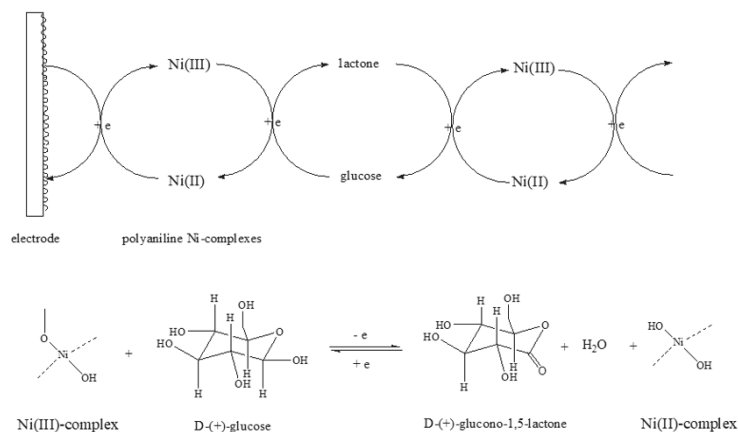 Ni(III) lactone Ni(III)
+ e + e + e + e
Ni(II) glucose Ni(II)
electrode polyaniline Ni-complexes
H OH
H OH
HO O - e HO O O HO
HO OH + HO + H₂O + Ni
O Ni OH H OH H + e H OH H O OH
Ni(III)-complex D-(+)-glucose D-(+)-glucono-1,5-lactone Ni(II)-complex